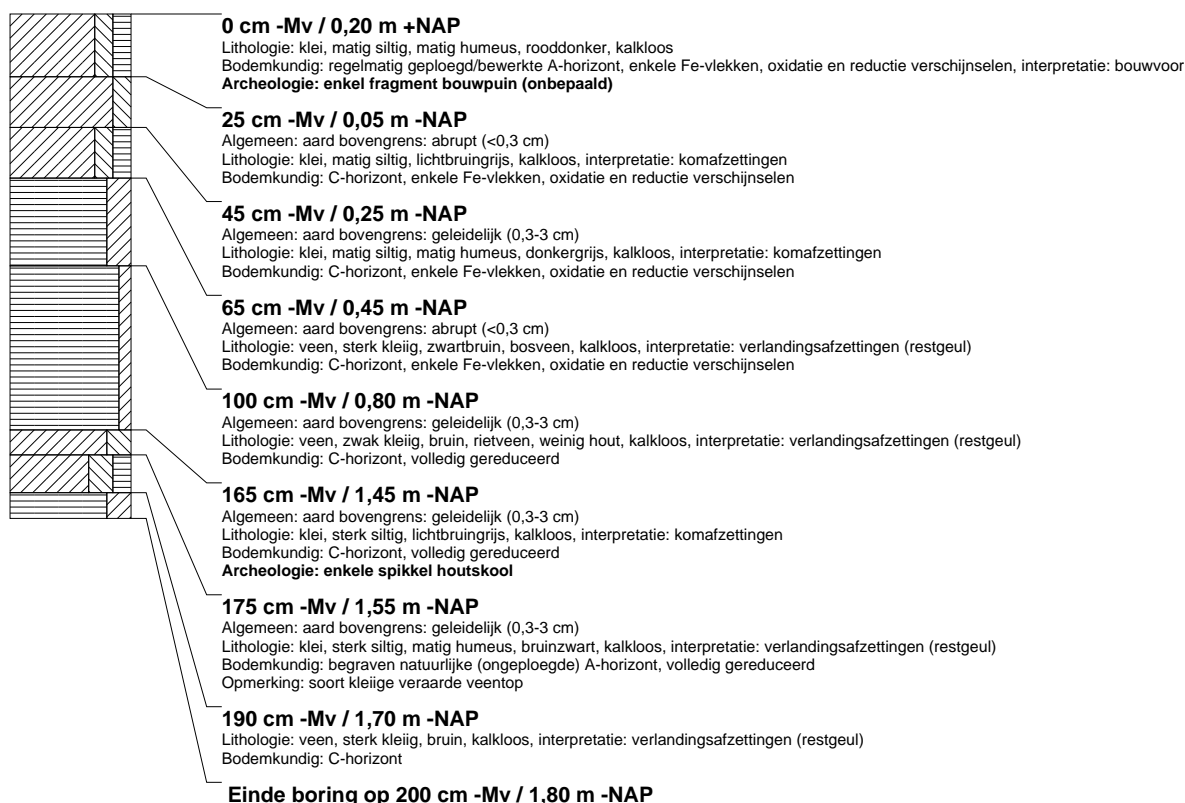 0 cm -Mv / 0,20 m +NAP
Lithologie: klei, matig siltig, matig humeus, rooddonker, kalkloos
Bodemkundig: regelmatig geploegd/bewerkte A-horizont, enkele Fe-vlekken, oxidatie en reductie verschijnselen, interpretatie: bouwvoor
Archeologie: enkel fragment bouwpuin (onbepaald)
25 cm -Mv / 0,05 m -NAP
Algemeen: aard bovengrens: abrupt (<0,3 cm)
Lithologie: klei, matig siltig, lichtbruingrijs, kalkloos, interpretatie: komafzettingen
Bodemkundig: C-horizont, enkele Fe-vlekken, oxidatie en reductie verschijnselen
45 cm -Mv / 0,25 m -NAP
Algemeen: aard bovengrens: geleidelijk (0,3-3 cm)
Lithologie: klei, matig siltig, matig humeus, donkergrijs, kalkloos, interpretatie: komafzettingen
Bodemkundig: C-horizont, enkele Fe-vlekken, oxidatie en reductie verschijnselen
65 cm -Mv / 0,45 m -NAP
Algemeen: aard bovengrens: abrupt (<0,3 cm)
Lithologie: veen, sterk kleiig, zwartbruin, bosveen, kalkloos, interpretatie: verlandingsafzettingen (restgeul)
Bodemkundig: C-horizont, enkele Fe-vlekken, oxidatie en reductie verschijnselen
100 cm -Mv / 0,80 m -NAP
Algemeen: aard bovengrens: geleidelijk (0,3-3 cm)
Lithologie: veen, zwak kleiig, bruin, rietveen, weinig hout, kalkloos, interpretatie: verlandingsafzettingen (restgeul)
Bodemkundig: C-horizont, volledig gereduceerd
165 cm -Mv / 1,45 m -NAP
Algemeen: aard bovengrens: geleidelijk (0,3-3 cm)
Lithologie: klei, sterk siltig, lichtbruingrijs, kalkloos, interpretatie: komafzettingen
Bodemkundig: C-horizont, volledig gereduceerd
Archeologie: enkele spikkel houtskool
175 cm -Mv / 1,55 m -NAP
Algemeen: aard bovengrens: geleidelijk (0,3-3 cm)
Lithologie: klei, sterk siltig, matig humeus, bruinzwart, kalkloos, interpretatie: verlandingsafzettingen (restgeul)
Bodemkundig: begraven natuurlijke (ongeploegde) A-horizont, volledig gereduceerd
Opmerking: soort kleiige veraarde veentop
190 cm -Mv / 1,70 m -NAP
Lithologie: veen, sterk kleiig, bruin, kalkloos, interpretatie: verlandingsafzettingen (restgeul)
Bodemkundig: C-horizont
Einde boring op 200 cm -Mv / 1,80 m -NAP